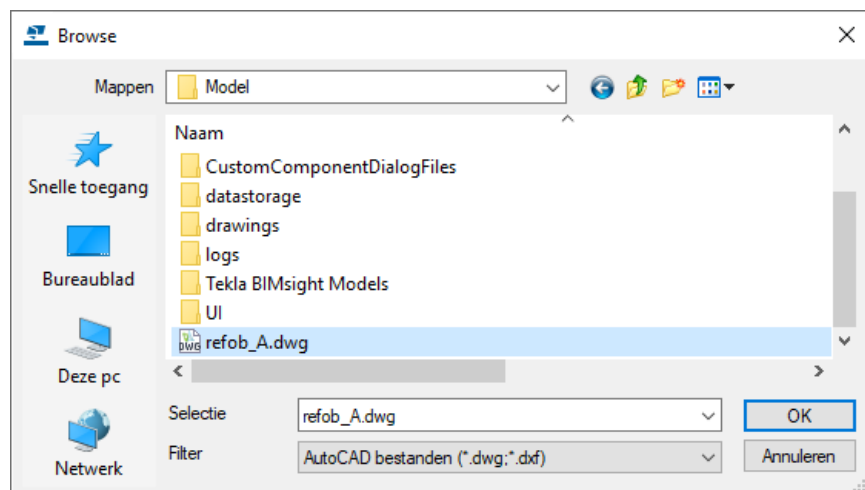 Browse
Mappen Model
Naam
CustomComponentDialogFiles
datastorage
drawings
logs
Tekla BIMsight Models
UI
DWG refob_A.dwg
Snelle toegang
Bureaublad
Deze pc
Netwerk
Selectie refob_A.dwg OK
Filter AutoCAD bestanden (*.dwg;*.dxf) Annuleren